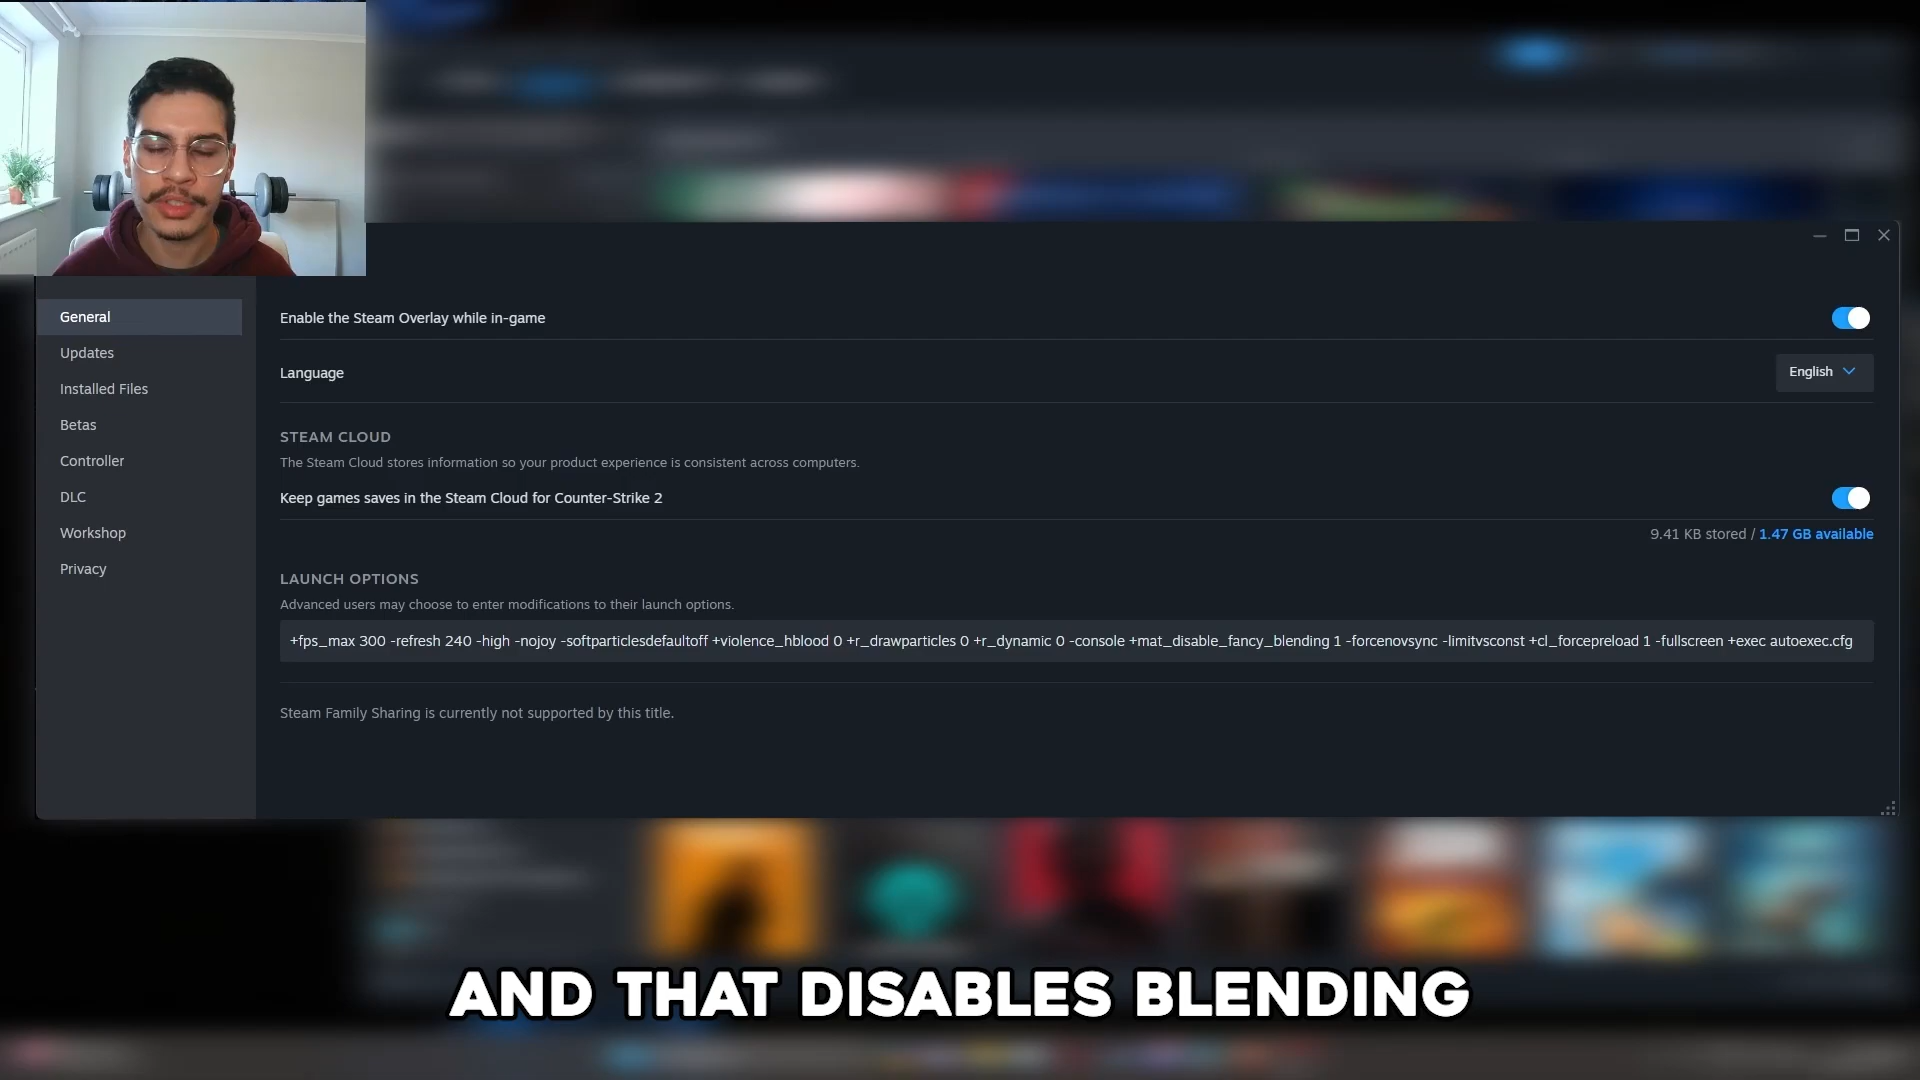 General
Updates
Installed Files
Betas
Controller
DLC
Workshop
Privacy
Enable the Steam Overlay while in-game
Language
English
STEAM CLOUD
The Steam Cloud stores information so your product experience is consistent across computers.
Keep games saves in the Steam Cloud for Counter-Strike 2
9.41 KB stored / 1.47 GB available
LAUNCH OPTIONS
Advanced users may choose to enter modifications to their launch options.
+fps_max 300 -refresh 240 -high -nojoy -softparticlesdefaultoff +violence_hblood 0 +r_drawparticles 0 +r_dynamic 0 -console +mat_disable_fancy_blending 1 -forcenovsync -limitvsconst +cl_forcepreload 1 -fullscreen +exec autoexec.cfg
Steam Family Sharing is currently not supported by this title.
AND THAT DISABLES BLENDING